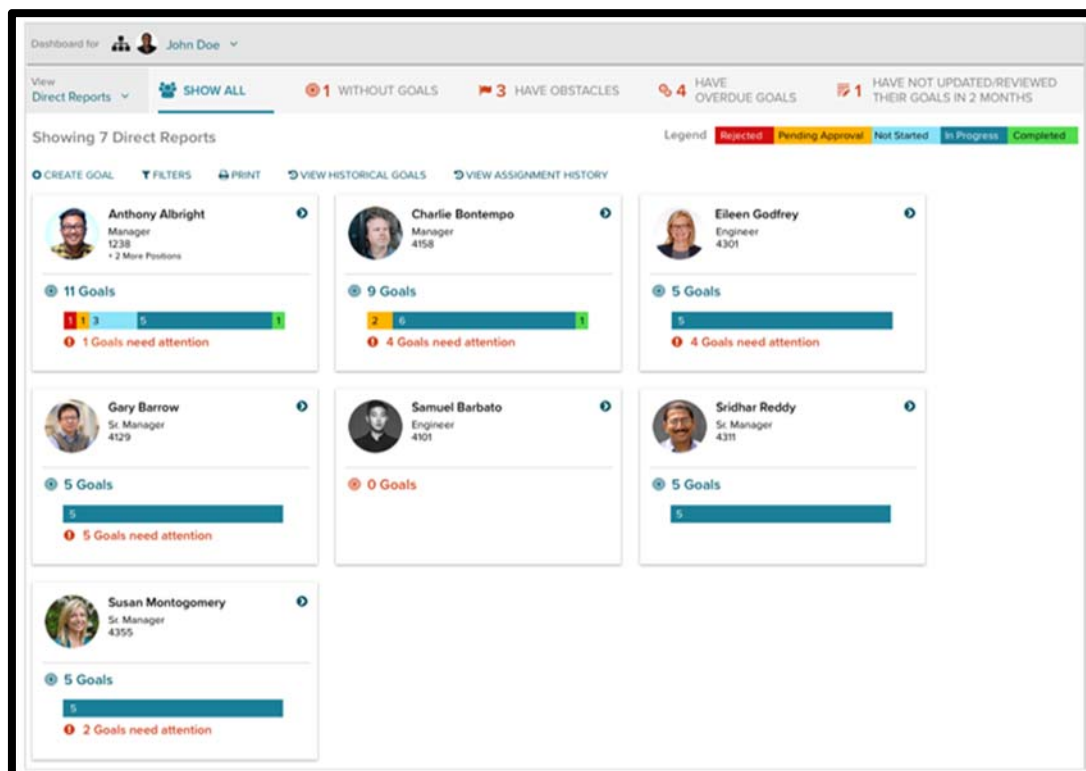 Dashboard for John Doe
View
Direct Reports
SHOW ALL
1 WITHOUT GOALS
3 HAVE OBSTACLES
4 HAVE
OVERDUE GOALS
1 HAVE NOT UPDATED/REVIEWED
THEIR GOALS IN 2 MONTHS
Showing 7 Direct Reports
Legend Rejected Pending Approval Not Started In Progress Completed
CREATE GOAL FILTERS PRINT VIEW HISTORICAL GOALS VIEW ASSIGNMENT HISTORY
Anthony Albright
Manager
1238
+ 2 More Positions
11 Goals
1 1 3 5 1
1 Goals need attention
Charlie Bontempo
Manager
4158
9 Goals
2 6 1
4 Goals need attention
Eileen Godfrey
Engineer
4301
5 Goals
5
4 Goals need attention
Gary Barrow
Sr. Manager
4129
5 Goals
5
5 Goals need attention
Samuel Barbato
Engineer
4101
0 Goals
Sridhar Reddy
Sr. Manager
4311
5 Goals
5
Susan Montogomery
Sr. Manager
4355
5 Goals
5
2 Goals need attention